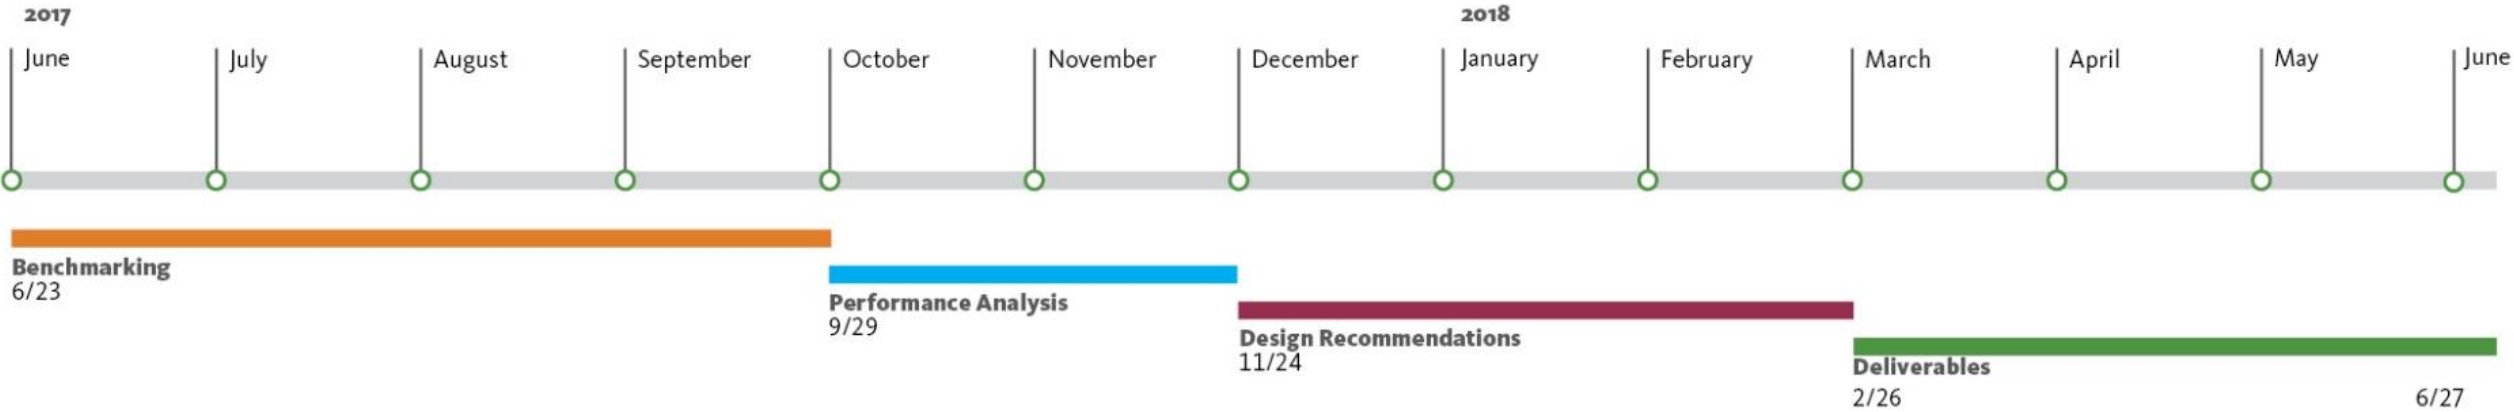 2017
2018
June
July
August
September
October
November
December
January
February
March
April
May
June
Benchmarking
6/23
Performance Analysis
9/29
Design Recommendations
11/24
Deliverables
2/26
6/27